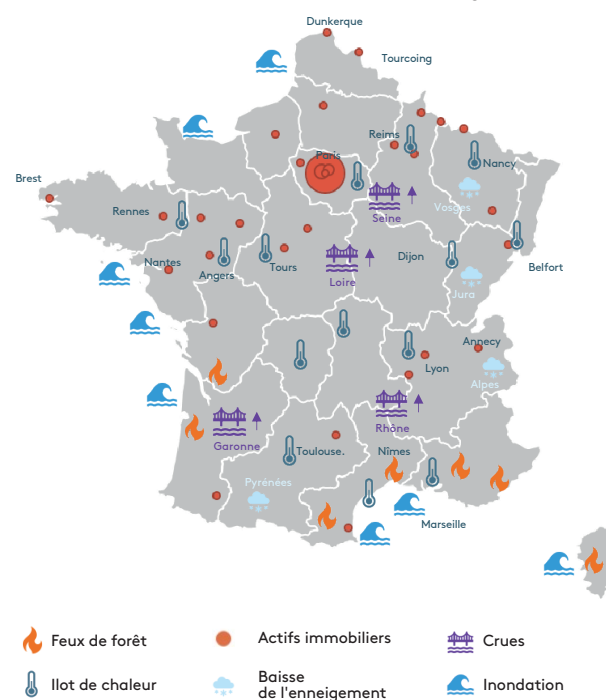 Dunkerque
Tourcoing
Reims
Paris
Nancy
Brest
Vosges
Rennes
Seine
Nantes
Angers
Tours
Loire
Dijon
Belfort
Jura
Annecy
Lyon
Alpes
Rhône
Garonne
Toulouse.
Nîmes
Pyrénées
Marseille
Feux de forêt
Actifs immobiliers
Crues
Ilot de chaleur
Baisse
de l'enneigement
Inondation